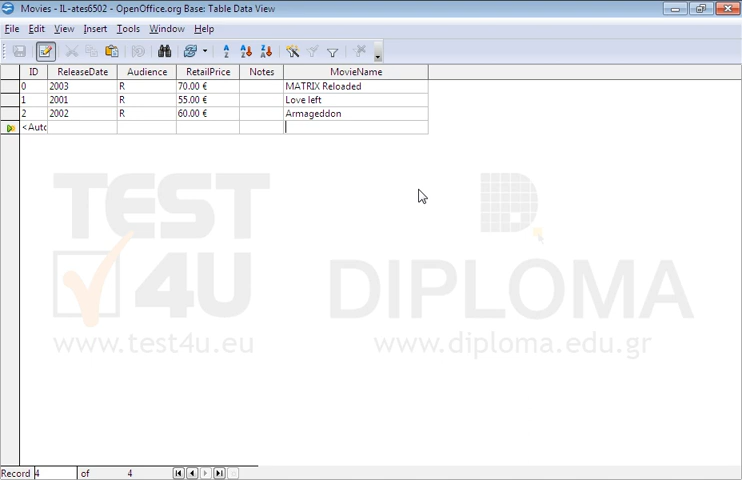 Movies - IL-ates6502 - OpenOffice.org Base: Table Data View
File Edit View Insert Tools Window Help
ID ReleaseDate Audience RetailPrice Notes MovieName
0 2003 R 70.00 € MATRIX Reloaded
1 2001 R 55.00 € Love left
2 2002 R 60.00 € Armageddon
<Auto
TEST
4U
www.test4u.eu
D
DIPLOMA
www.diploma.edu.gr
Record 4 of 4